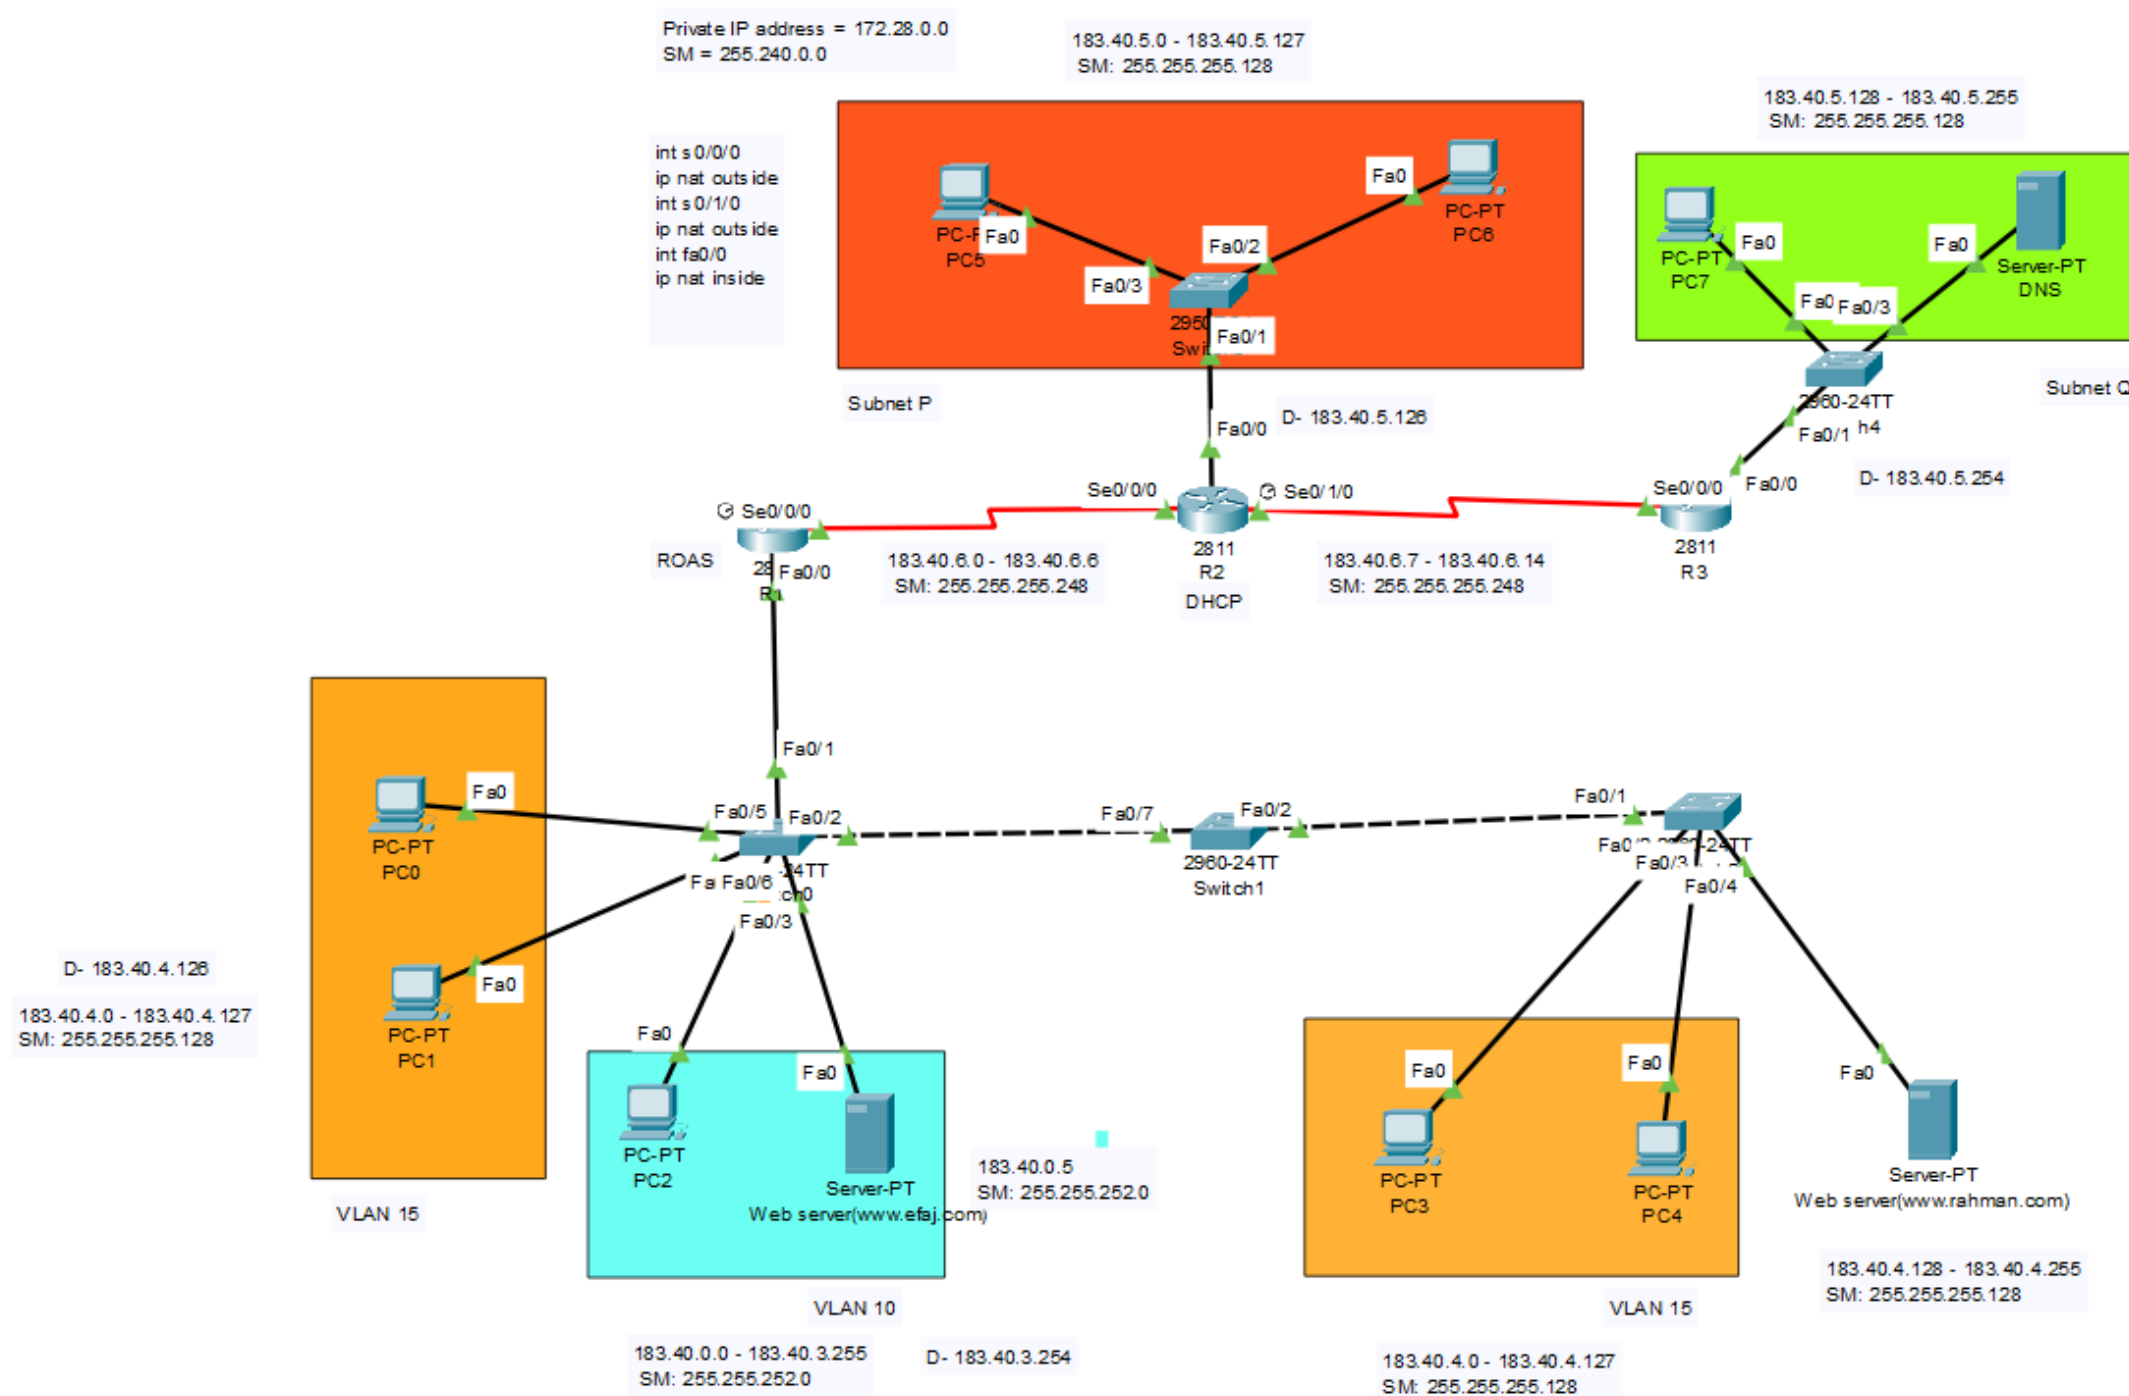 Private IP address = 172.28.0.0
SM = 255.240.0.0
183.40.5.0 - 183.40.5.127
SM: 255.255.255.128
183.40.5.128 - 183.40.5.255
SM: 255.255.255.128
int s0/0/0
ip nat outside
int s0/1/0
ip nat outside
int fa0/0
ip nat inside
Fa0
PC5
Fa0/3
Fa0
PC-PT
PC6
Fa0/2
Fa0/1
Subnet P
Fa0
PC-PT
PC7
Fa0
Server-PT
DNS
Fa0/3
2960-24TT
Fa0/1
Subnet Q
D- 183.40.5.126
Fa0/0
D- 183.40.5.254
Fa0/0
Se0/0/0
Se0/0/0
Se0/1/0
Se0/0/0
ROAS
Fa0/0
183.40.6.0 - 183.40.6.6
SM: 255.255.255.248
2811
R2
DHCP
183.40.6.7 - 183.40.6.14
SM: 255.255.255.248
2811
R3
Fa0/1
Fa0
PC-PT
PC0
Fa0/5
Fa0/2
Fa0/7
Fa0/2
2960-24TT
Switch1
Fa0/1
Fa0/3
Fa0/4
Fa0/6
Fa0/3
D- 183.40.4.126
183.40.4.0 - 183.40.4.127
SM: 255.255.255.128
Fa0
PC-PT
PC1
VLAN 15
Fa0
PC-PT
PC2
Fa0
Server-PT
Web server(www.efaj.com)
183.40.0.5
SM: 255.255.252.0
VLAN 10
183.40.0.0 - 183.40.3.255
SM: 255.255.252.0
D- 183.40.3.254
Fa0
PC-PT
PC3
Fa0
PC-PT
PC4
VLAN 15
183.40.4.0 - 183.40.4.127
SM: 255.255.255.128
Fa0
Server-PT
Web server(www.rahman.com)
183.40.4.128 - 183.40.4.255
SM: 255.255.255.128